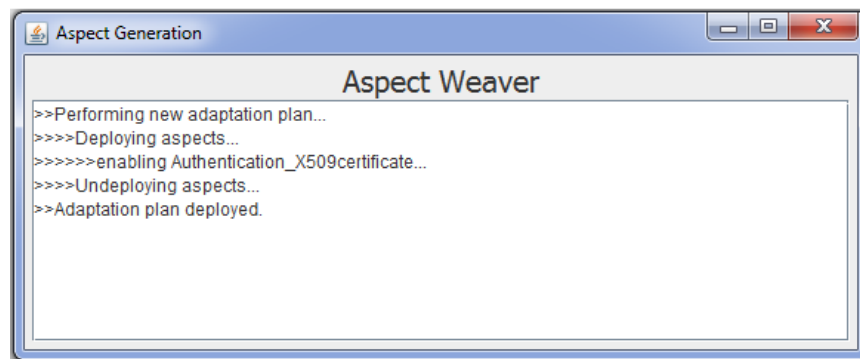 Aspect Generation
Aspect Weaver
>>Performing new adaptation plan...
>>>>Deploying aspects...
>>>>>>enabling Authentication_X509certificate...
>>>>Undeploying aspects...
>>Adaptation plan deployed.